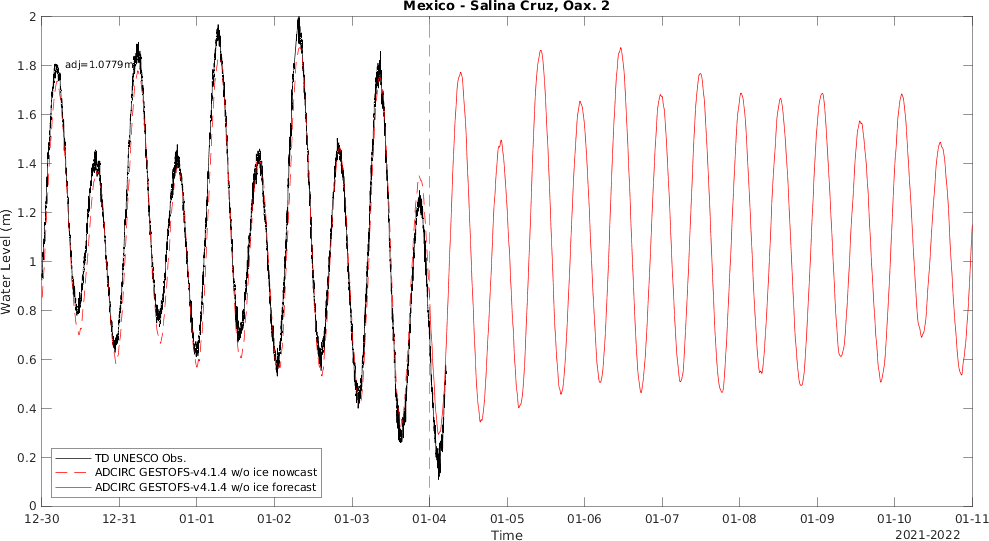 Mexico - Salina Cruz, Oax. 2
adj=1.0779m
Water Level (m)
2
1.8
1.6
1.4
1.2
1
0.8
0.6
0.4
0.2
0
TD UNESCO Obs.
ADCIRC GESTOFS-v4.1.4 w/o ice nowcast
ADCIRC GESTOFS-v4.1.4 w/o ice forecast
12-30 12-31 01-01 01-02 01-03 01-04 01-05 01-06 01-07 01-08 01-09 01-10 01-11
Time
2021-2022